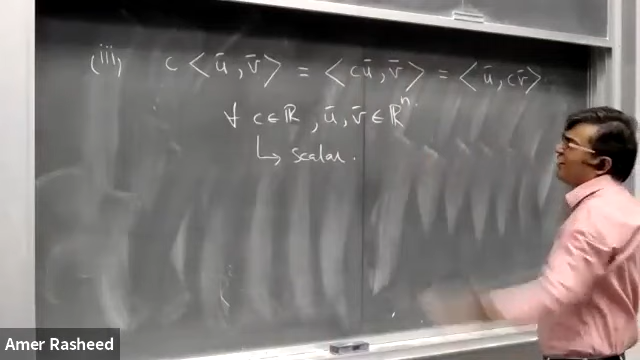 (iii) c < ū, v̄ > = < cū, v̄ > = < ū, cv̄ >.
∀ c ∈ ℝ, ū, v̄ ∈ ℝⁿ.
↳ scalar.
Amer Rasheed